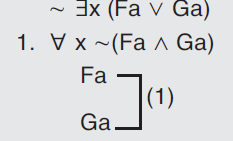 ~ ∃x (Fa ∨ Ga)
1. ∀ x ~(Fa ∧ Ga)
Fa
(1)
Ga